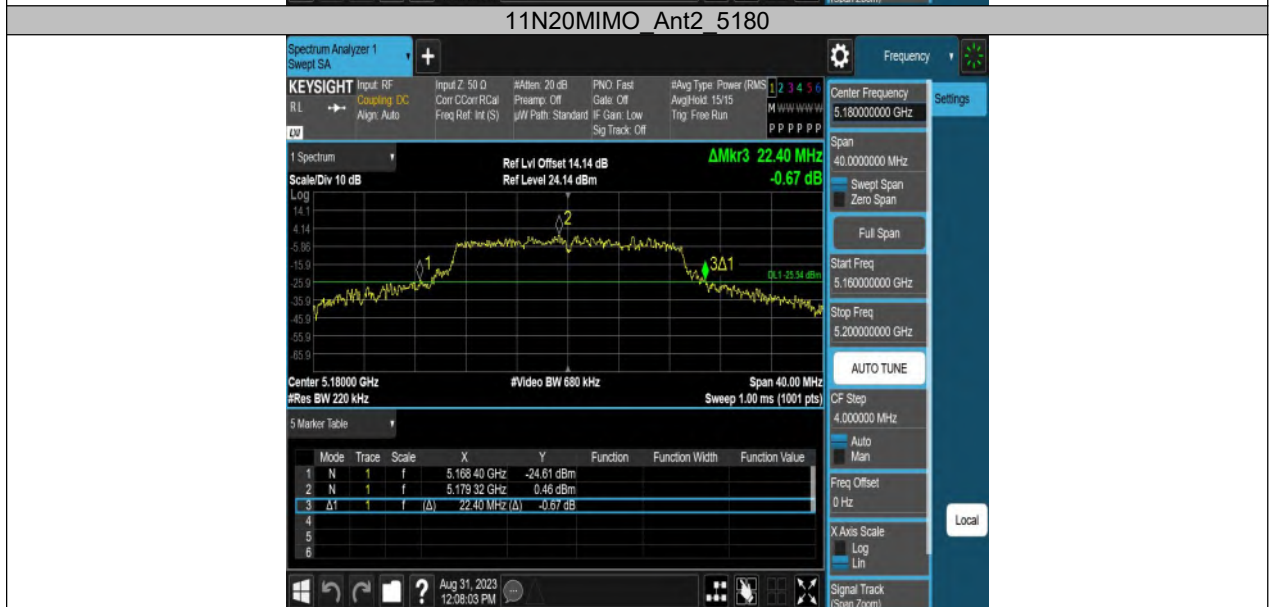 (Span Zoom)
11N20MIMO_Ant2_5180
Spectrum Analyzer 1
Swept SA
+
Frequency
KEYSIGHT Input: RF Input Z: 50 Ω #Atten: 20 dB PNO: Fast #Avg Type: Power (RMS 1 2 3 4 5 6
RL Coupling: DC Corr CCorr RCal Preamp: Off Gate: Off Avg|Hold: 15/15 M W W W W W
Align: Auto Freq Ref: Int (S) µW Path: Standard IF Gain: Low Trig: Free Run
Sig Track: Off P P P P P P
LXI
Center Frequency
5.180000000 GHz
Settings
Span
40.0000000 MHz
Swept Span
Zero Span
Full Span
Start Freq
5.160000000 GHz
Stop Freq
5.200000000 GHz
AUTO TUNE
CF Step
4.000000 MHz
Auto
Man
Freq Offset
0 Hz
X Axis Scale
Log
Lin
Signal Track
(Span Zoom)
Local
1 Spectrum
Ref Lvl Offset 14.14 dB
ΔMkr3 22.40 MHz
Scale/Div 10 dB
Ref Level 24.14 dBm
-0.67 dB
Log
14.1
4.14
-5.86
-15.9
-25.9
-35.9
-45.9
-55.9
-65.9
1
2
3Δ1
DL1 -25.54 dBm
Center 5.18000 GHz #Video BW 680 kHz Span 40.00 MHz
#Res BW 220 kHz Sweep 1.00 ms (1001 pts)
5 Marker Table
Mode Trace Scale X Y Function Function Width Function Value
1 N 1 f 5.168 40 GHz -24.61 dBm
2 N 1 f 5.179 32 GHz 0.46 dBm
3 Δ1 1 f (Δ) 22.40 MHz (Δ) -0.67 dB
4
5
6
? Aug 31, 2023
12:08:03 PM